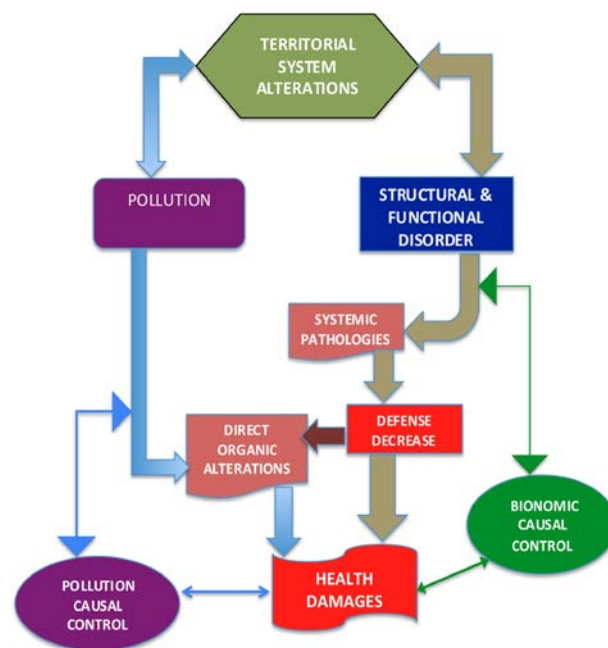 TERRITORIAL
SYSTEM
ALTERATIONS
POLLUTION
STRUCTURAL &
FUNCTIONAL
DISORDER
SYSTEMIC
PATHOLOGIES
DIRECT
ORGANIC
ALTERATIONS
DEFENSE
DECREASE
BIONOMIC
CAUSAL
CONTROL
POLLUTION
CAUSAL
CONTROL
HEALTH
DAMAGES